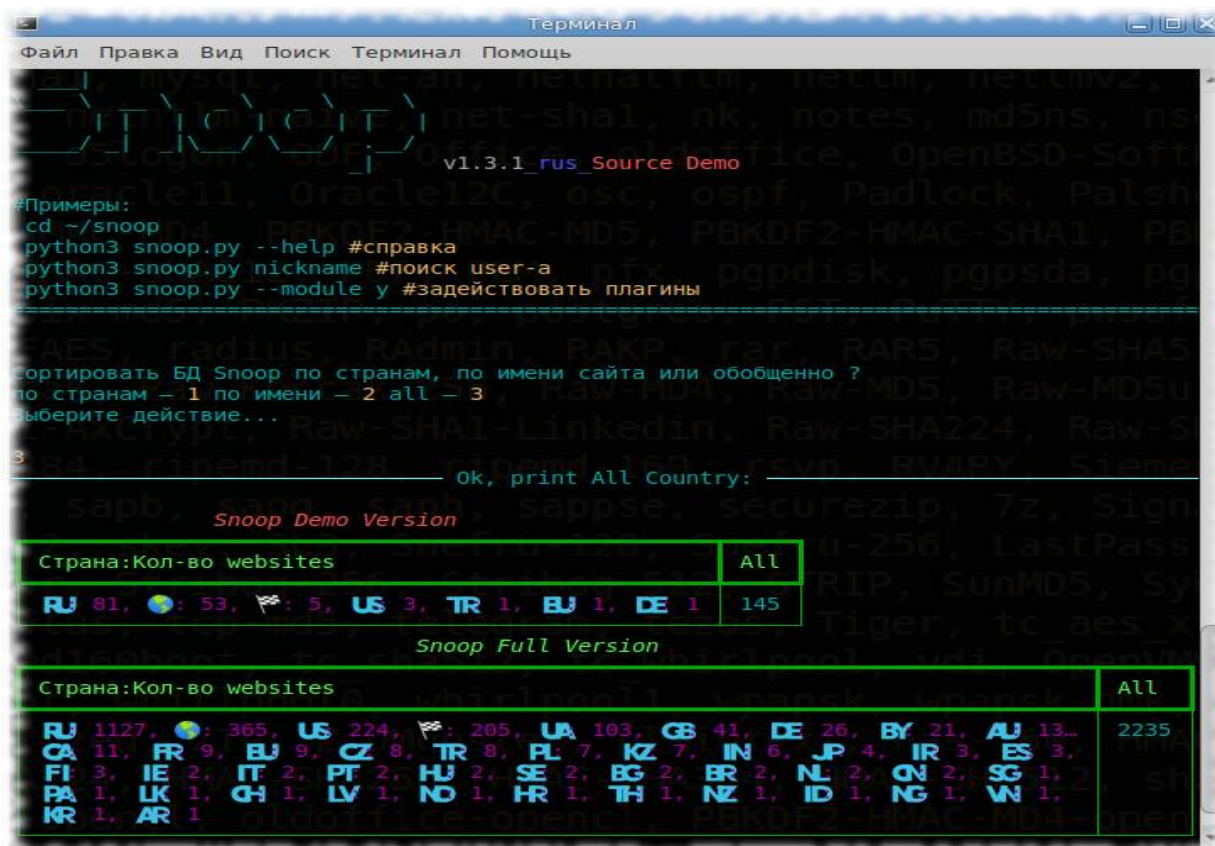 Терминал
Файл Правка Вид Поиск Терминал Помощь
v1.3.1_rus_Source Demo
#Примеры:
cd ~/snoop
python3 snoop.py --help #справка
python3 snoop.py nickname #поиск user-а
python3 snoop.py --module y #задействовать плагины
Сортировать БД Snoop по странам, по имени сайта или обобщенно ?
по странам — 1 по имени — 2 all — 3
Выберите действие...
3
Ok, print All Country:
Snoop Demo Version
Страна:Кол-во websites All
RU 81, 🌎: 53, 🏁: 5, US 3, TR 1, EU 1, DE 1 145
Snoop Full Version
Страна:Кол-во websites All
RU 1127, 🌎: 365, US 224, 🏁: 205, UA 103, GB 41, DE 26, BY 21, AU 13… 2235
CA 11, FR 9, EU 9, CZ 8, TR 8, PL: 7, KZ 7, IN 6, JP 4, IR 3, ES 3,
FI 3, IE 2, IT 2, PT 2, HU 2, SE 2, BG 2, BR 2, NL 2, CN 2, SG 1,
PA 1, LK 1, CH 1, LV 1, NO 1, HR 1, TH 1, NZ 1, ID 1, NG 1, VN 1,
KR 1, AR 1